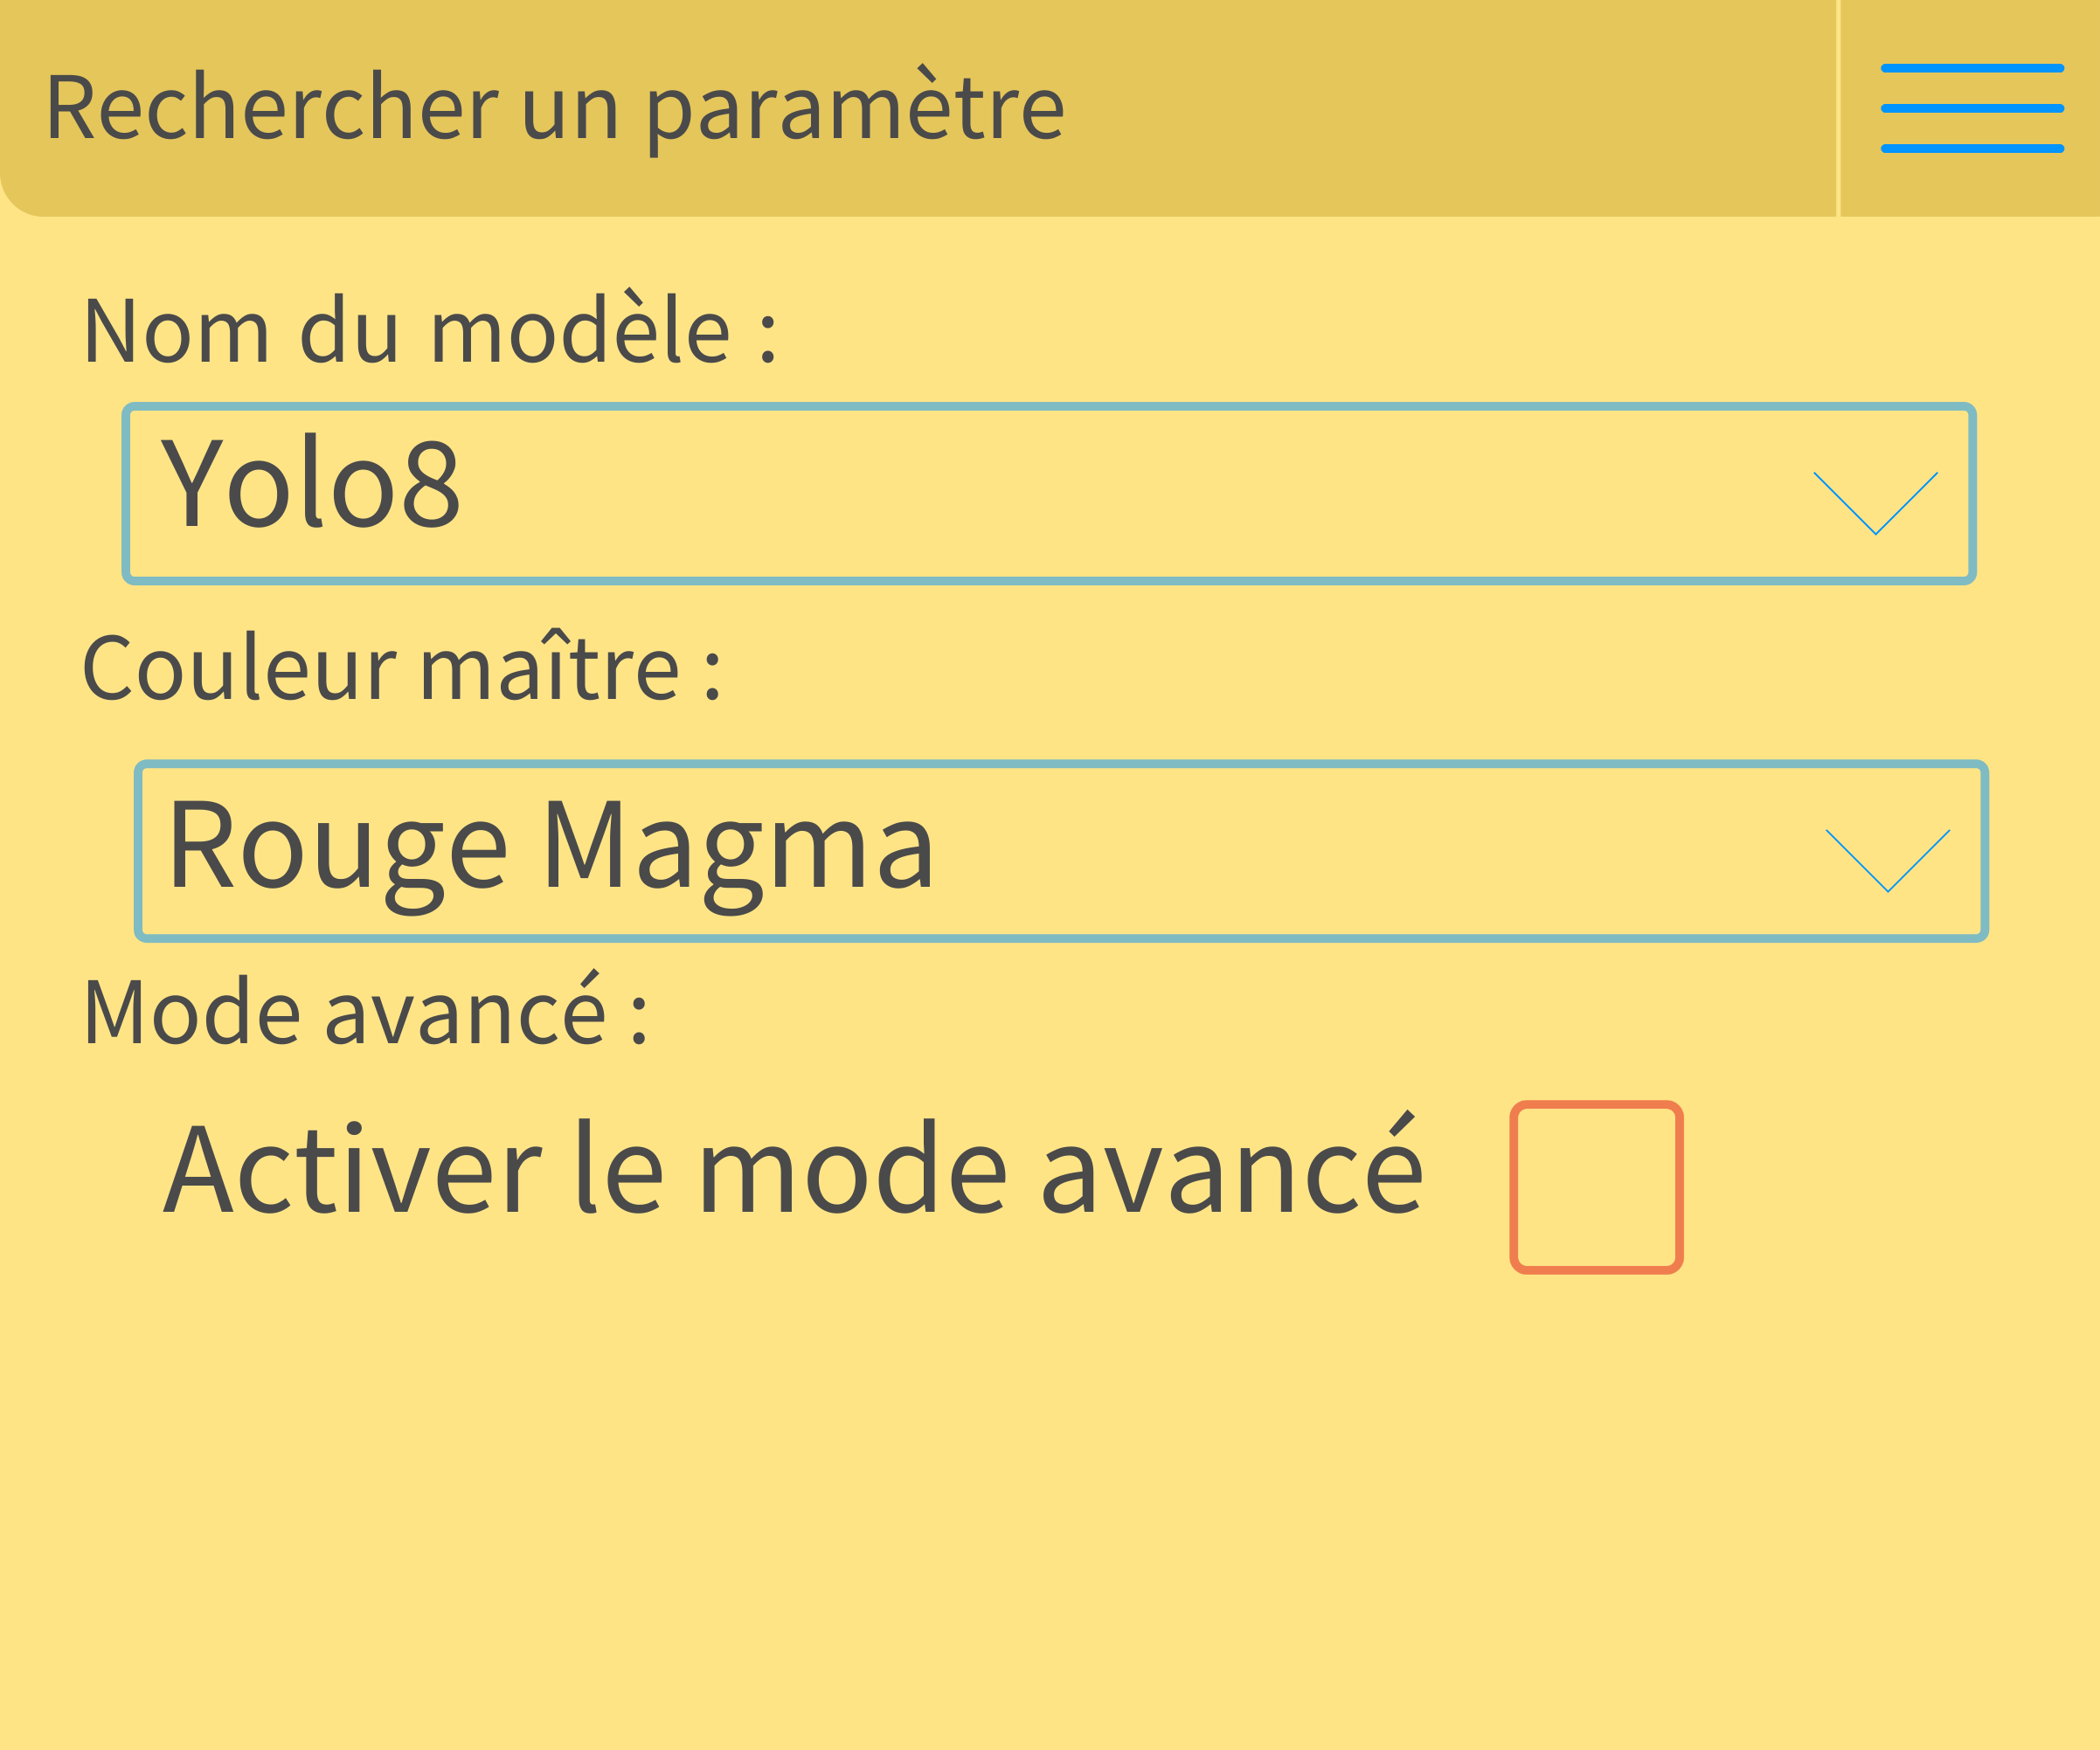 Rechercher un paramètre
Nom du modèle :
Yolo8
Couleur maître :
Rouge Magma
Mode avancé :
Activer le mode avancé